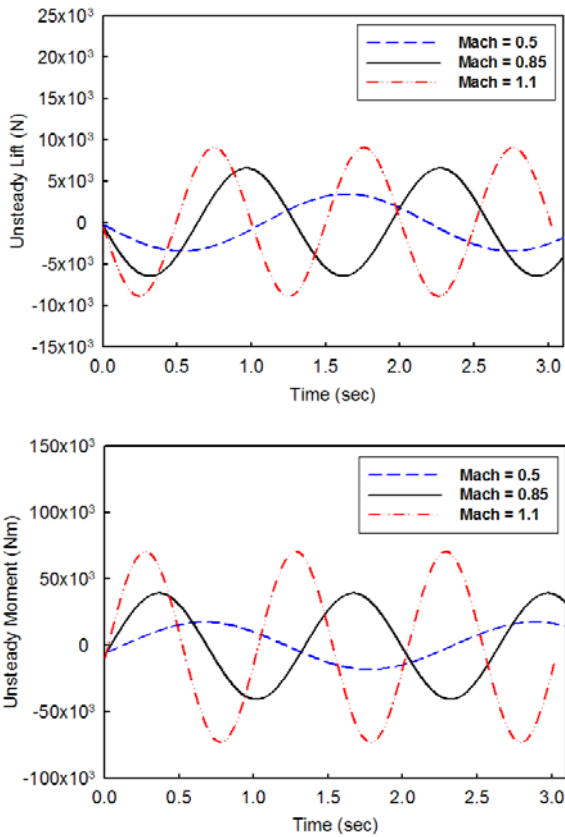 25x10³
20x10³
15x10³
10x10³
5x10³
0
-5x10³
-10x10³
-15x10³
Unsteady Lift (N)
Mach = 0.5
Mach = 0.85
Mach = 1.1
0.0 0.5 1.0 1.5 2.0 2.5 3.0
Time (sec)
150x10³
100x10³
50x10³
0
-50x10³
-100x10³
Unsteady Moment (Nm)
Mach = 0.5
Mach = 0.85
Mach = 1.1
0.0 0.5 1.0 1.5 2.0 2.5 3.0
Time (sec)